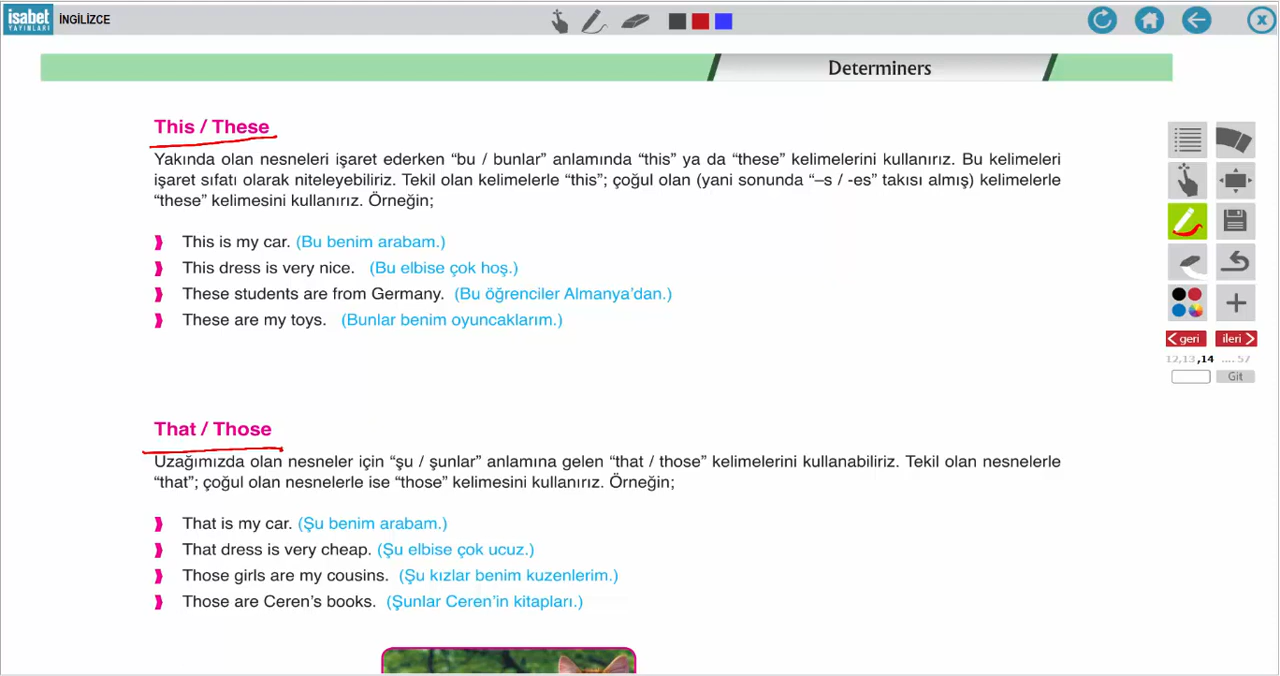 isabet
YAYINLARI
İNGİLİZCE
Determiners
This / These
Yakında olan nesneleri işaret ederken “bu / bunlar” anlamında “this” ya da “these” kelimelerini kullanırız. Bu kelimeleri
işaret sıfatı olarak niteleyebiliriz. Tekil olan kelimelerle “this”; çoğul olan (yani sonunda “–s / -es” takısı almış) kelimelerle
“these” kelimesini kullanırız. Örneğin;
This is my car. (Bu benim arabam.)
This dress is very nice. (Bu elbise çok hoş.)
These students are from Germany. (Bu öğrenciler Almanya’dan.)
These are my toys. (Bunlar benim oyuncaklarım.)
geri
ileri
12,13,14 .... 57
Git
That / Those
Uzağımızda olan nesneler için “şu / şunlar” anlamına gelen “that / those” kelimelerini kullanabiliriz. Tekil olan nesnelerle
“that”; çoğul olan nesnelerle ise “those” kelimesini kullanırız. Örneğin;
That is my car. (Şu benim arabam.)
That dress is very cheap. (Şu elbise çok ucuz.)
Those girls are my cousins. (Şu kızlar benim kuzenlerim.)
Those are Ceren’s books. (Şunlar Ceren’in kitapları.)